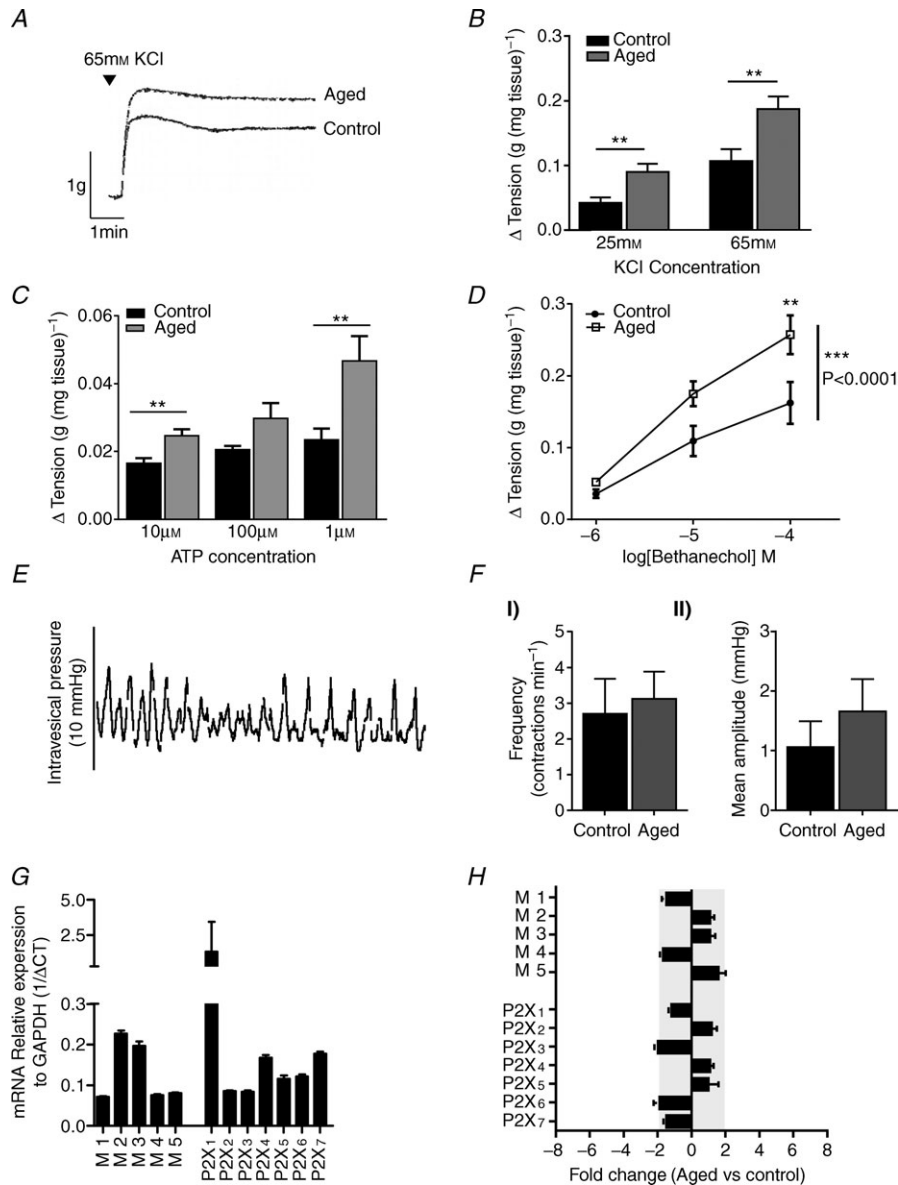 A
65mM KCl
Aged
Control
1g
1min
B
Δ Tension (g (mg tissue)⁻¹)
0.3
0.2
0.1
0.0
Control
Aged
**
**
25mM
65mM
KCl Concentration
C
Δ Tension (g (mg tissue)⁻¹)
0.06
0.04
0.02
0.00
Control
Aged
**
**
10µM
100µM
1µM
ATP concentration
D
Δ Tension (g (mg tissue)⁻¹)
0.3
0.2
0.1
0.0
Control
Aged
**
***
P<0.0001
−6
−5
−4
log[Bethanechol] M
E
Intravesical pressure
(10 mmHg)
F
I)
Frequency
(contractions min⁻¹)
5
4
3
2
1
0
Control Aged
II)
Mean amplitude (mmHg)
3
2
1
0
Control Aged
G
mRNA Relative experssion
to GAPDH (1/ΔCT)
5.0
2.5
0.3
0.2
0.1
0.0
M 1
M 2
M 3
M 4
M 5
P2X1
P2X2
P2X3
P2X4
P2X5
P2X6
P2X7
H
M 1
M 2
M 3
M 4
M 5
P2X1
P2X2
P2X3
P2X4
P2X5
P2X6
P2X7
−8 −6 −4 −2 0 2 4 6 8
Fold change (Aged vs control)